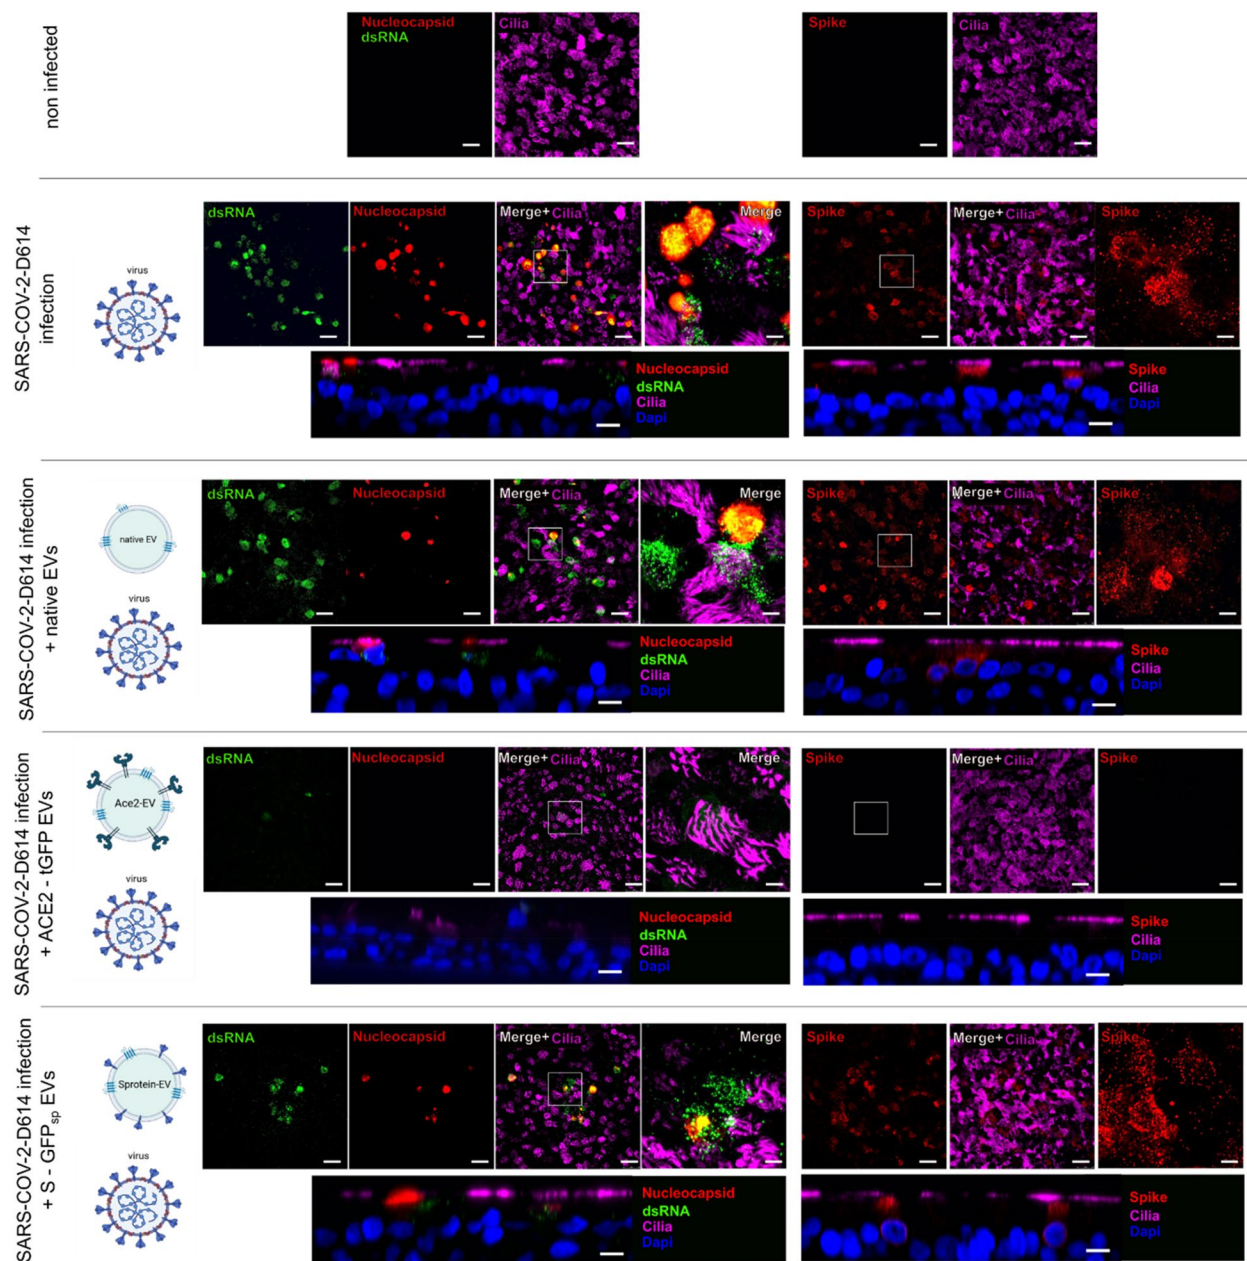 non infected
Nucleocapsid
dsRNA
Cilia
Spike
Cilia
SARS-COV-2-D614
infection
virus
dsRNA
Nucleocapsid
Merge+Cilia
Merge
Spike
Merge+Cilia
Spike
Nucleocapsid
dsRNA
Cilia
Dapi
Spike
Cilia
Dapi
SARS-COV-2-D614 infection
+ native EVs
native EV
virus
dsRNA
Nucleocapsid
Merge+Cilia
Merge
Spike
Merge+Cilia
Spike
Nucleocapsid
dsRNA
Cilia
Dapi
Spike
Cilia
Dapi
SARS-COV-2-D614 infection
+ ACE2 - tGFP EVs
Ace2-EV
virus
dsRNA
Nucleocapsid
Merge+Cilia
Merge
Spike
Merge+Cilia
Spike
Nucleocapsid
dsRNA
Cilia
Dapi
Spike
Cilia
Dapi
SARS-COV-2-D614 infection
+ S - GFPsp EVs
Sprotein-EV
virus
dsRNA
Nucleocapsid
Merge+Cilia
Merge
Spike
Merge+Cilia
Spike
Nucleocapsid
dsRNA
Cilia
Dapi
Spike
Cilia
Dapi